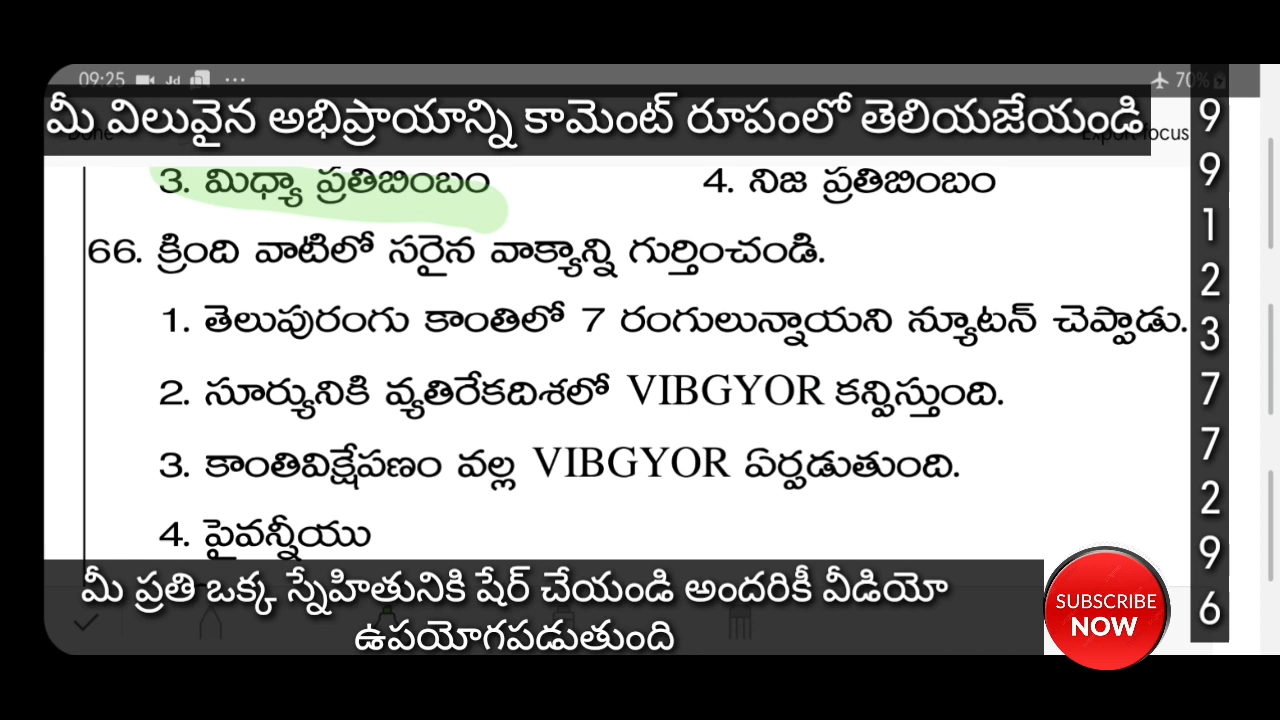 09:25 Jd ... 70%
మీ విలువైన అభిప్రాయాన్ని కామెంట్ రూపంలో తెలియజేయండి
3. మిధ్యా ప్రతిబింబం 4. నిజ ప్రతిబింబం
66. క్రింది వాటిలో సరైన వాక్యాన్ని గుర్తించండి.
1. తెలుపురంగు కాంతిలో 7 రంగులున్నాయని న్యూటన్ చెప్పాడు.
2. సూర్యునికి వ్యతిరేకదిశలో VIBGYOR కన్పిస్తుంది.
3. కాంతివిక్షేపణం వల్ల VIBGYOR ఏర్పడుతుంది.
4. పైవన్నీయు
మీ ప్రతి ఒక్క స్నేహితునికి షేర్ చేయండి అందరికీ వీడియో
ఉపయోగపడుతుంది
SUBSCRIBE
NOW
9
9
1
2
3
7
7
2
9
6